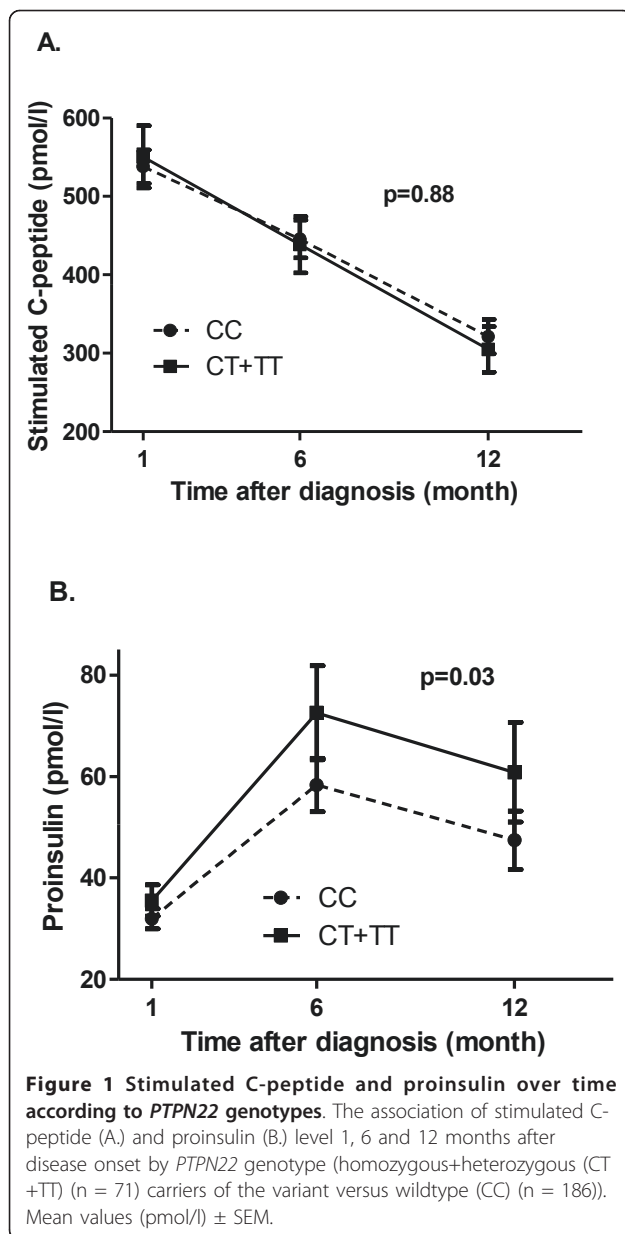 A.
600
500
400
300
200
Stimulated C-peptide (pmol/l)
p=0.88
CC
CT+TT
1
6
12
Time after diagnosis (month)
B.
80
60
40
20
Proinsulin (pmol/l)
p=0.03
CC
CT+TT
1
6
12
Time after diagnosis (month)
Figure 1 Stimulated C-peptide and proinsulin over time
according to PTPN22 genotypes. The association of stimulated C-
peptide (A.) and proinsulin (B.) level 1, 6 and 12 months after
disease onset by PTPN22 genotype (homozygous+heterozygous (CT
+TT) (n = 71) carriers of the variant versus wildtype (CC) (n = 186)).
Mean values (pmol/l) ± SEM.